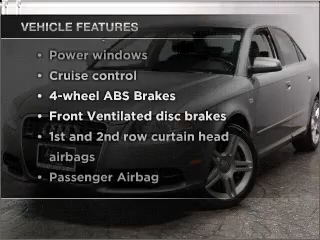 VEHICLE FEATURES
• Power windows
• Cruise control
• 4-wheel ABS Brakes
• Front Ventilated disc brakes
• 1st and 2nd row curtain head
airbags
• Passenger Airbag